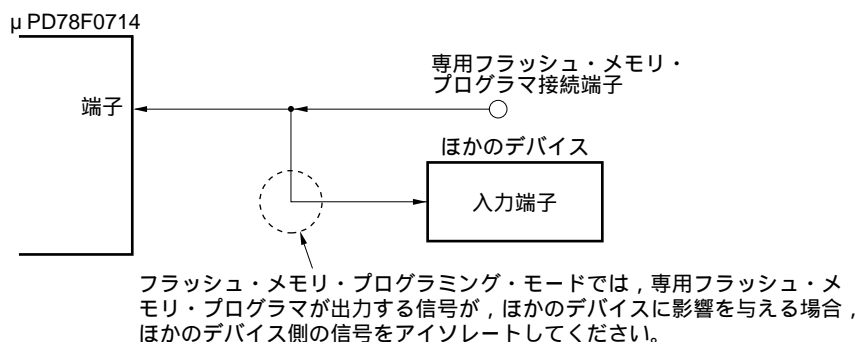 μPD78F0714
専用フラッシュ・メモリ・
プログラマ接続端子
端子
ほかのデバイス
入力端子
フラッシュ・メモリ・プログラミング・モードでは，専用フラッシュ・メ
モリ・プログラマが出力する信号が，ほかのデバイスに影響を与える場合，
ほかのデバイス側の信号をアイソレートしてください。